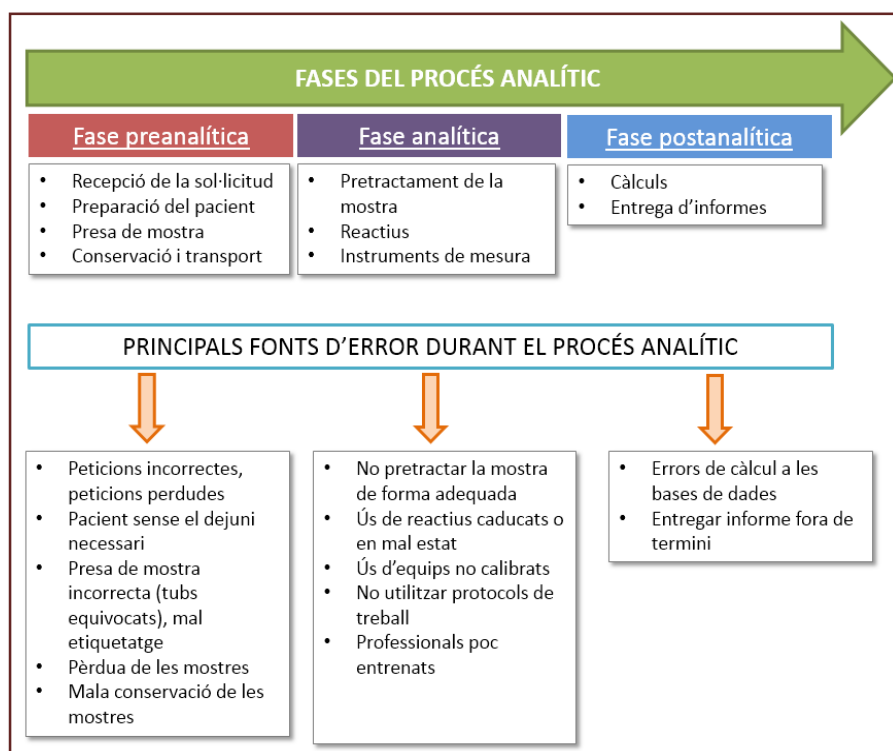 FASES DEL PROCÉS ANALÍTIC
Fase preanalítica
• Recepció de la sol·licitud
• Preparació del pacient
• Presa de mostra
• Conservació i transport
Fase analítica
• Pretractament de la
mostra
• Reactius
• Instruments de mesura
Fase postanalítica
• Càlculs
• Entrega d’informes
PRINCIPALS FONTS D’ERROR DURANT EL PROCÉS ANALÍTIC
• Peticions incorrectes,
peticions perdudes
• Pacient sense el dejuni
necessari
• Presa de mostra
incorrecta (tubs
equivocats), mal
etiquetatge
• Pèrdua de les mostres
• Mala conservació de les
mostres
• No pretractar la mostra
de forma adequada
• Ús de reactius caducats o
en mal estat
• Ús d’equips no calibrats
• No utilitzar protocols de
treball
• Professionals poc
entrenats
• Errors de càlcul a les
bases de dades
• Entregar informe fora de
termini